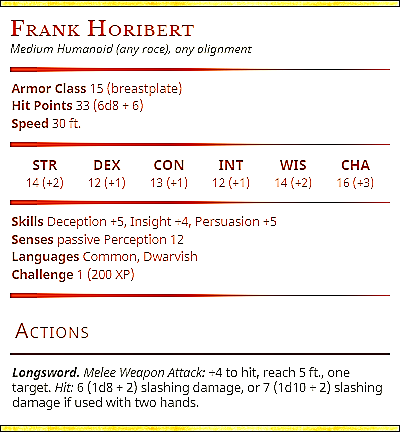 Frank Horibert
Medium Humanoid (any race), any alignment
Armor Class 15 (breastplate)
Hit Points 33 (6d8 + 6)
Speed 30 ft.
STR DEX CON INT WIS CHA
14 (+2) 12 (+1) 13 (+1) 12 (+1) 14 (+2) 16 (+3)
Skills Deception +5, Insight +4, Persuasion +5
Senses passive Perception 12
Languages Common, Dwarvish
Challenge 1 (200 XP)
Actions
Longsword. Melee Weapon Attack: +4 to hit, reach 5 ft., one
target. Hit: 6 (1d8 + 2) slashing damage, or 7 (1d10 + 2) slashing
damage if used with two hands.